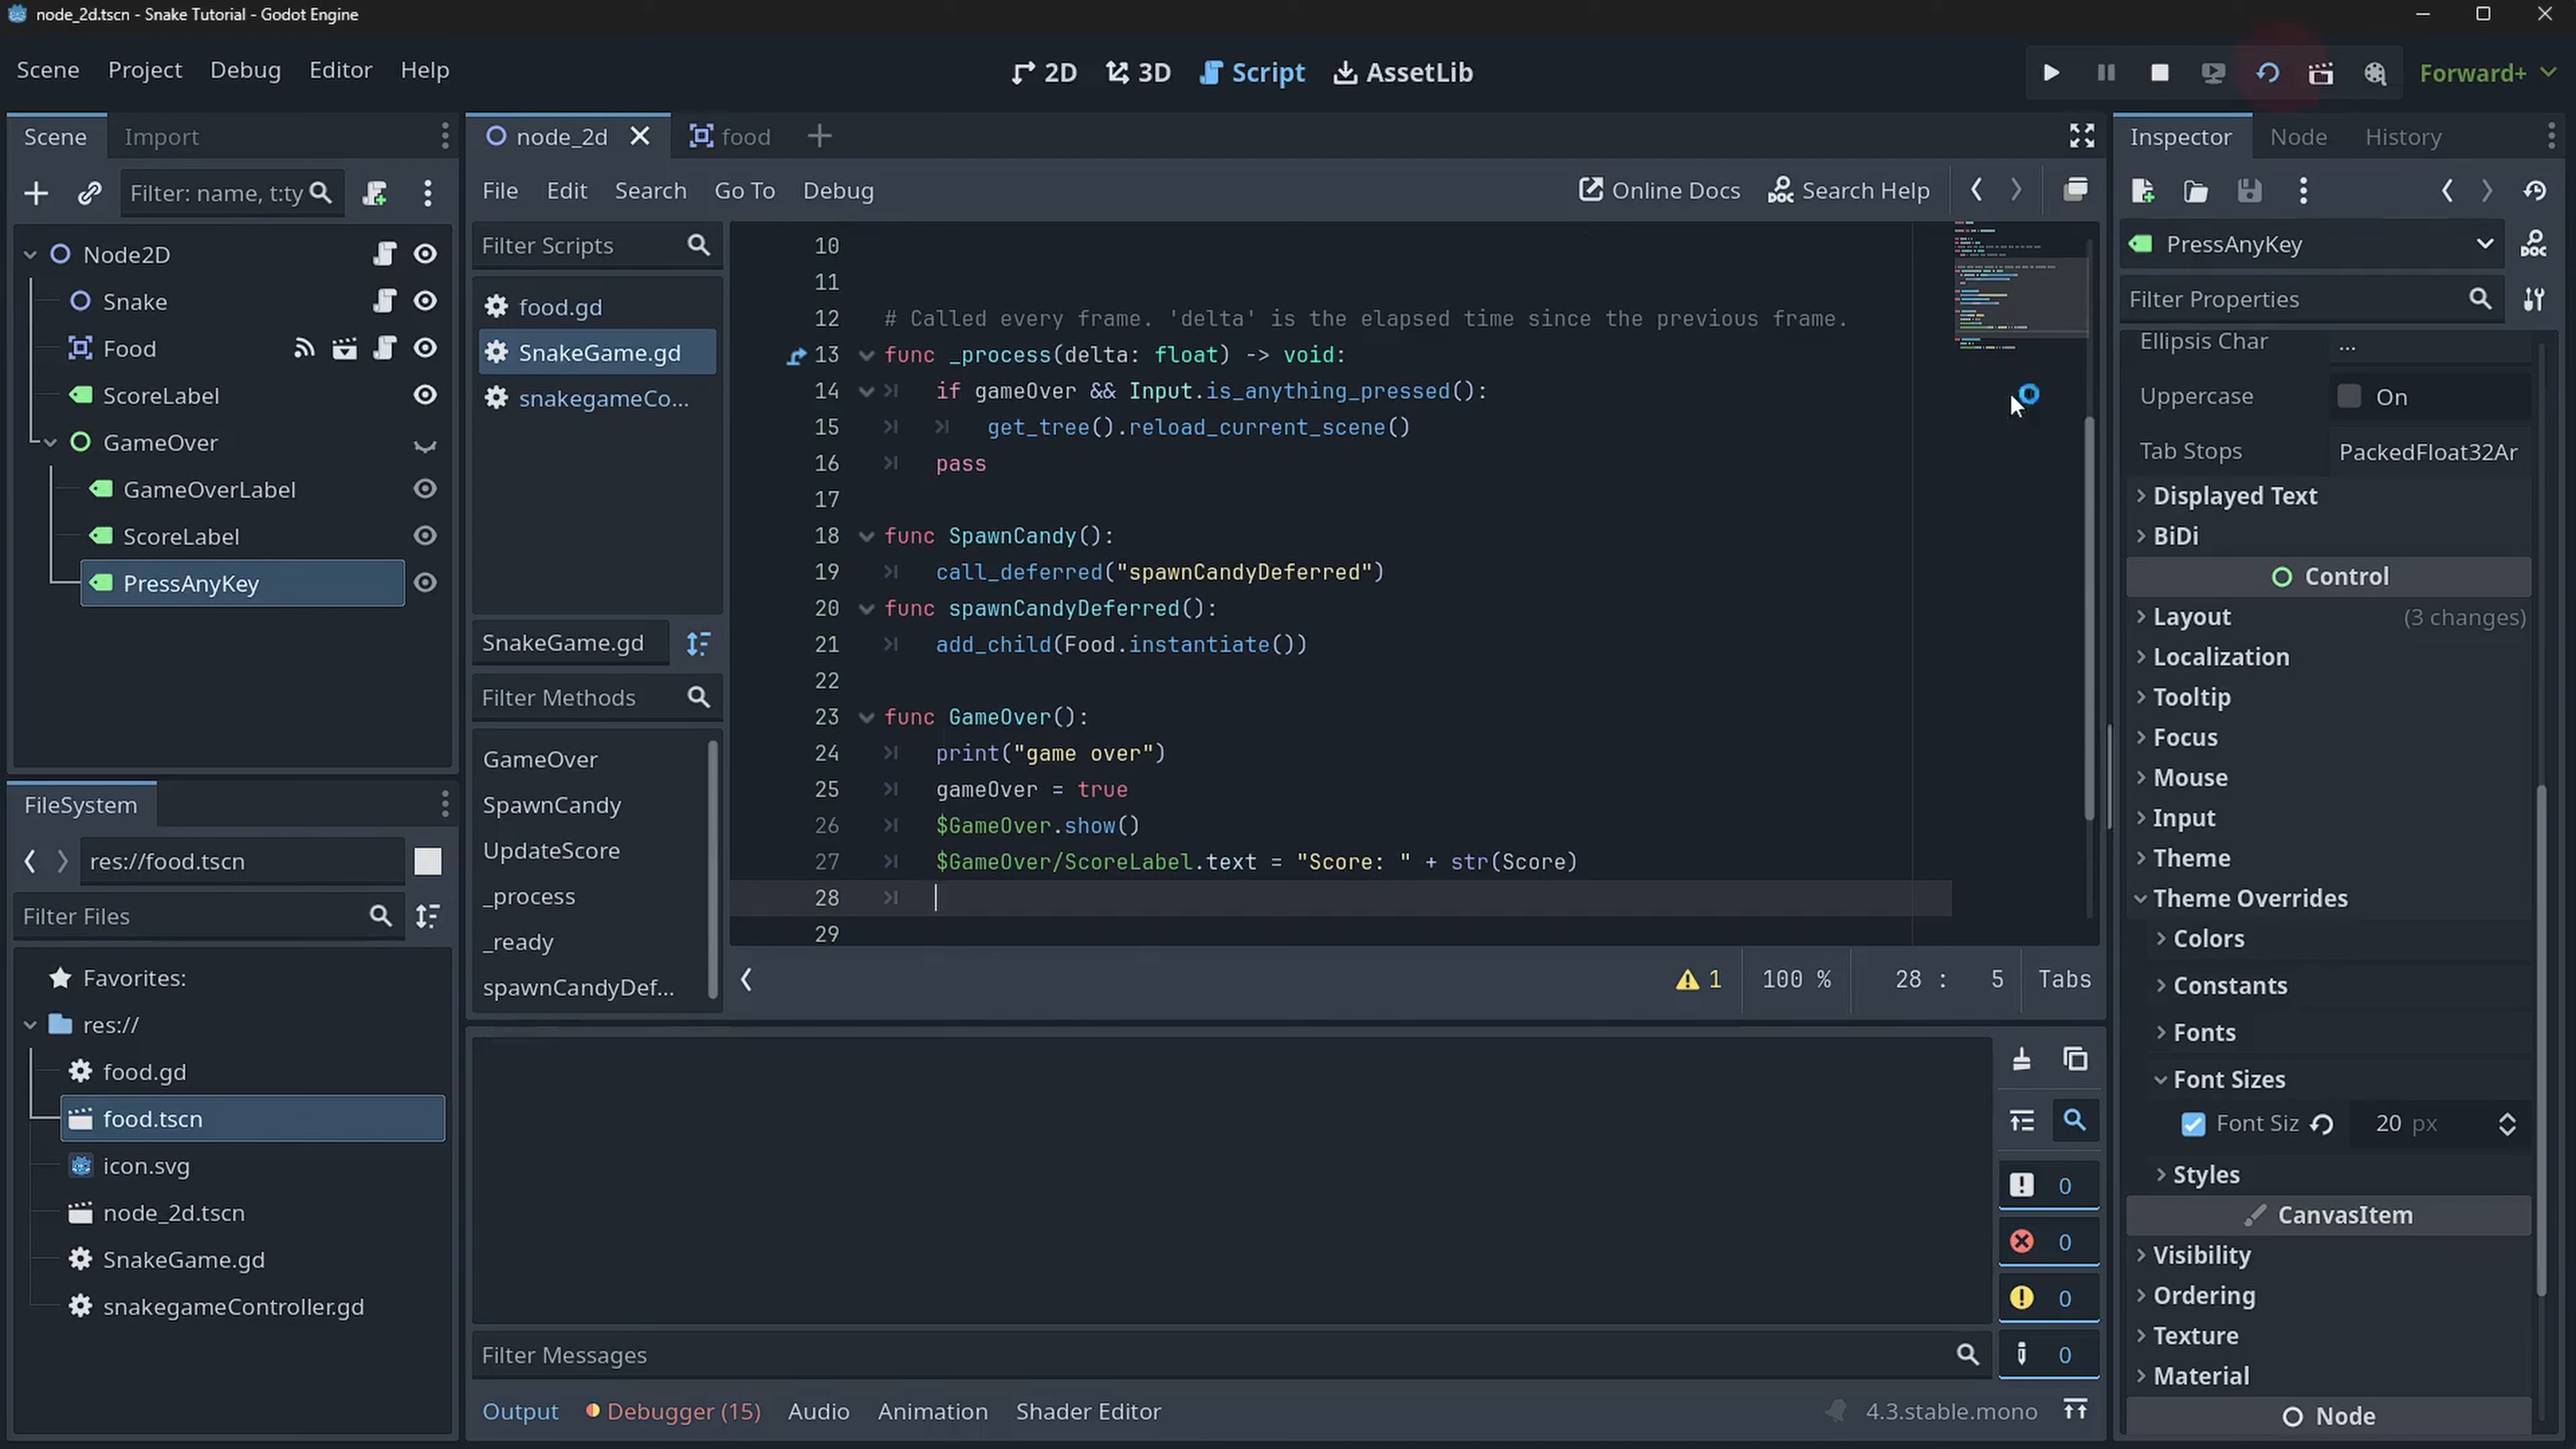 node_2d.tscn - Snake Tutorial - Godot Engine
Scene Project Debug Editor Help
2D 3D Script AssetLib
Forward+
Scene Import
Filter: name, t:ty
Node2D
Snake
Food
ScoreLabel
GameOver
GameOverLabel
ScoreLabel
PressAnyKey
FileSystem
res://food.tscn
Filter Files
Favorites:
res://
food.gd
food.tscn
icon.svg
node_2d.tscn
SnakeGame.gd
snakegameController.gd
node_2d food
File Edit Search Go To Debug
Online Docs Search Help
Filter Scripts
food.gd
SnakeGame.gd
snakegameCo...
SnakeGame.gd
Filter Methods
GameOver
SpawnCandy
UpdateScore
_process
_ready
spawnCandyDef...
10
11
12 # Called every frame. 'delta' is the elapsed time since the previous frame.
13 func _process(delta: float) -> void:
14 if gameOver && Input.is_anything_pressed():
15 get_tree().reload_current_scene()
16 pass
17
18 func SpawnCandy():
19 call_deferred("spawnCandyDeferred")
20 func spawnCandyDeferred():
21 add_child(Food.instantiate())
22
23 func GameOver():
24 print("game over")
25 gameOver = true
26 $GameOver.show()
27 $GameOver/ScoreLabel.text = "Score: " + str(Score)
28
29
1 100 % 28 : 5 Tabs
0
0
0
0
Filter Messages
Output Debugger (15) Audio Animation Shader Editor
4.3.stable.mono
Inspector Node History
PressAnyKey
Filter Properties
Ellipsis Char ...
Uppercase On
Tab Stops PackedFloat32Ar
Displayed Text
BiDi
Control
Layout (3 changes)
Localization
Tooltip
Focus
Mouse
Input
Theme
Theme Overrides
Colors
Constants
Fonts
Font Sizes
Font Siz 20 px
Styles
CanvasItem
Visibility
Ordering
Texture
Material
Node